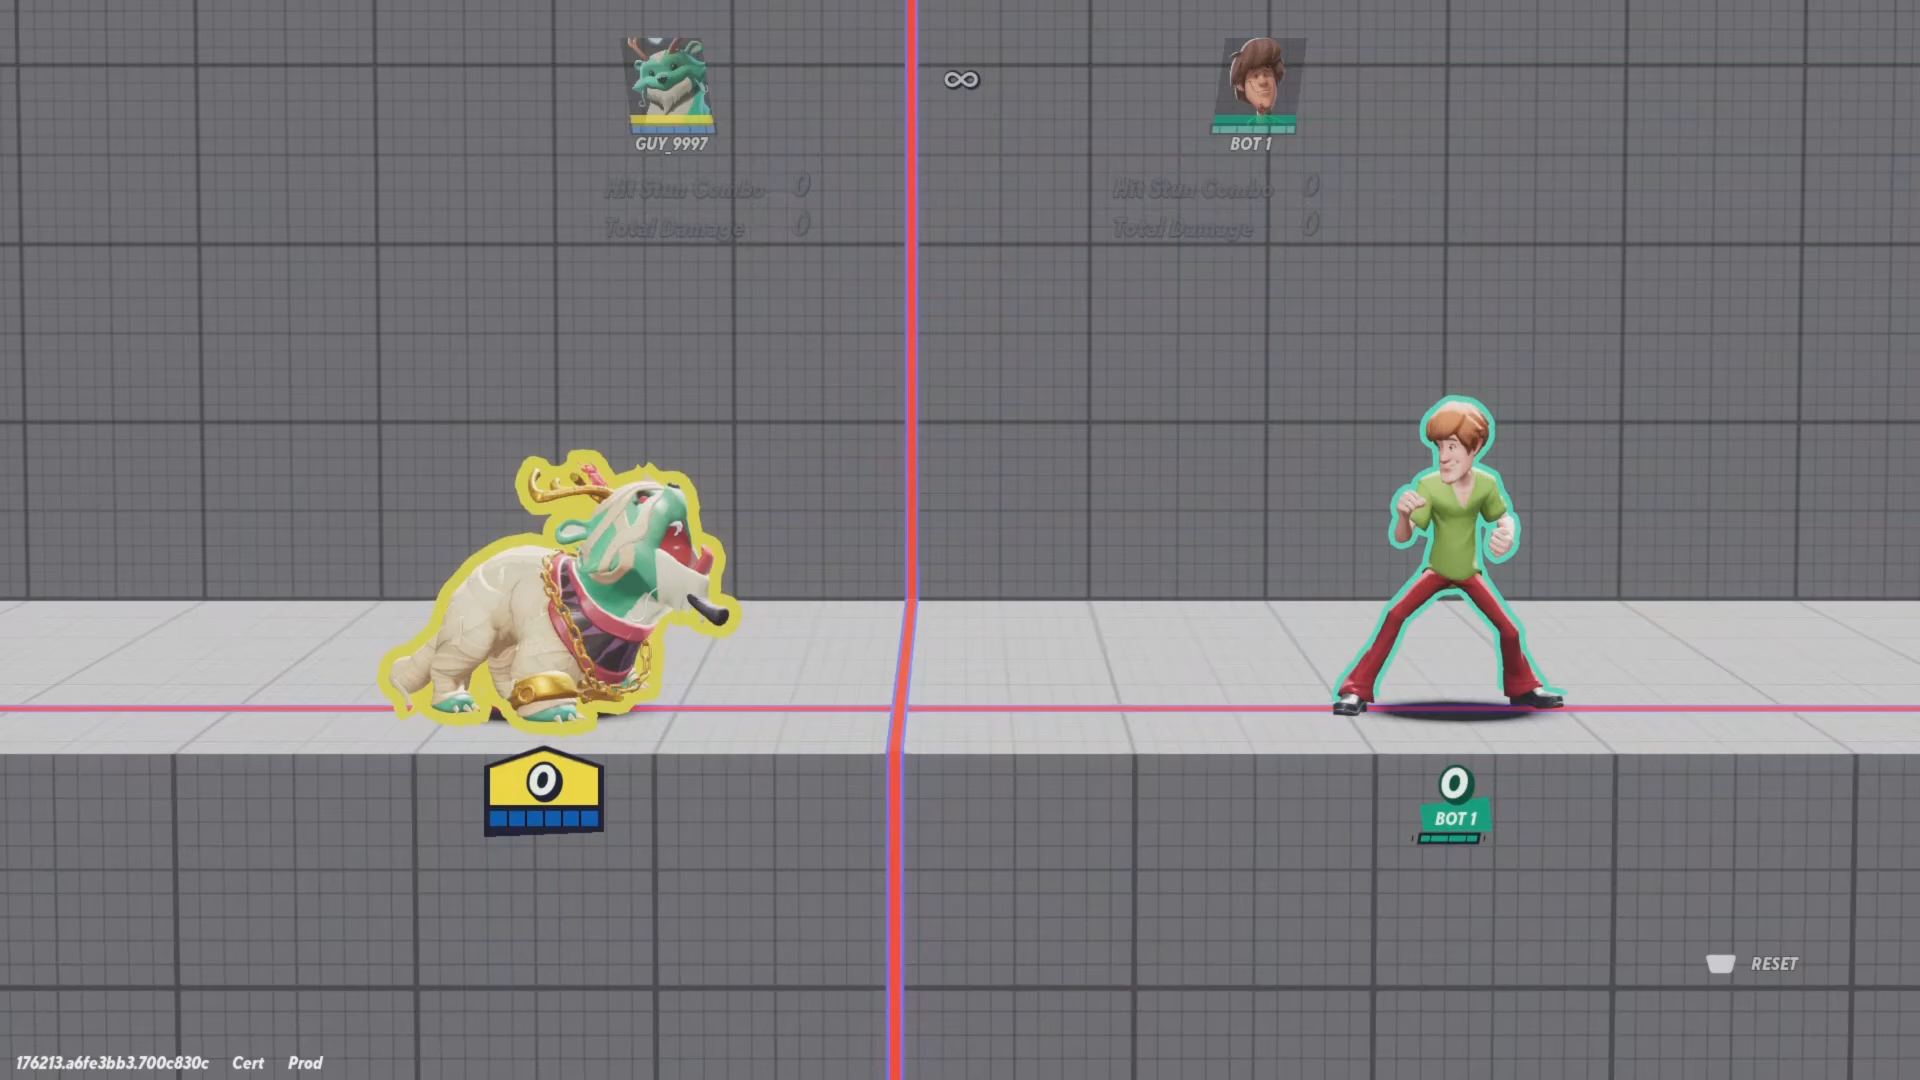 GUY_9997
∞
BOT 1
Hit Stun Combo 0
Total Damage 0
Hit Stun Combo 0
Total Damage 0
0
0
BOT 1
RESET
176213.a6fe3bb3.700c830c Cert Prod